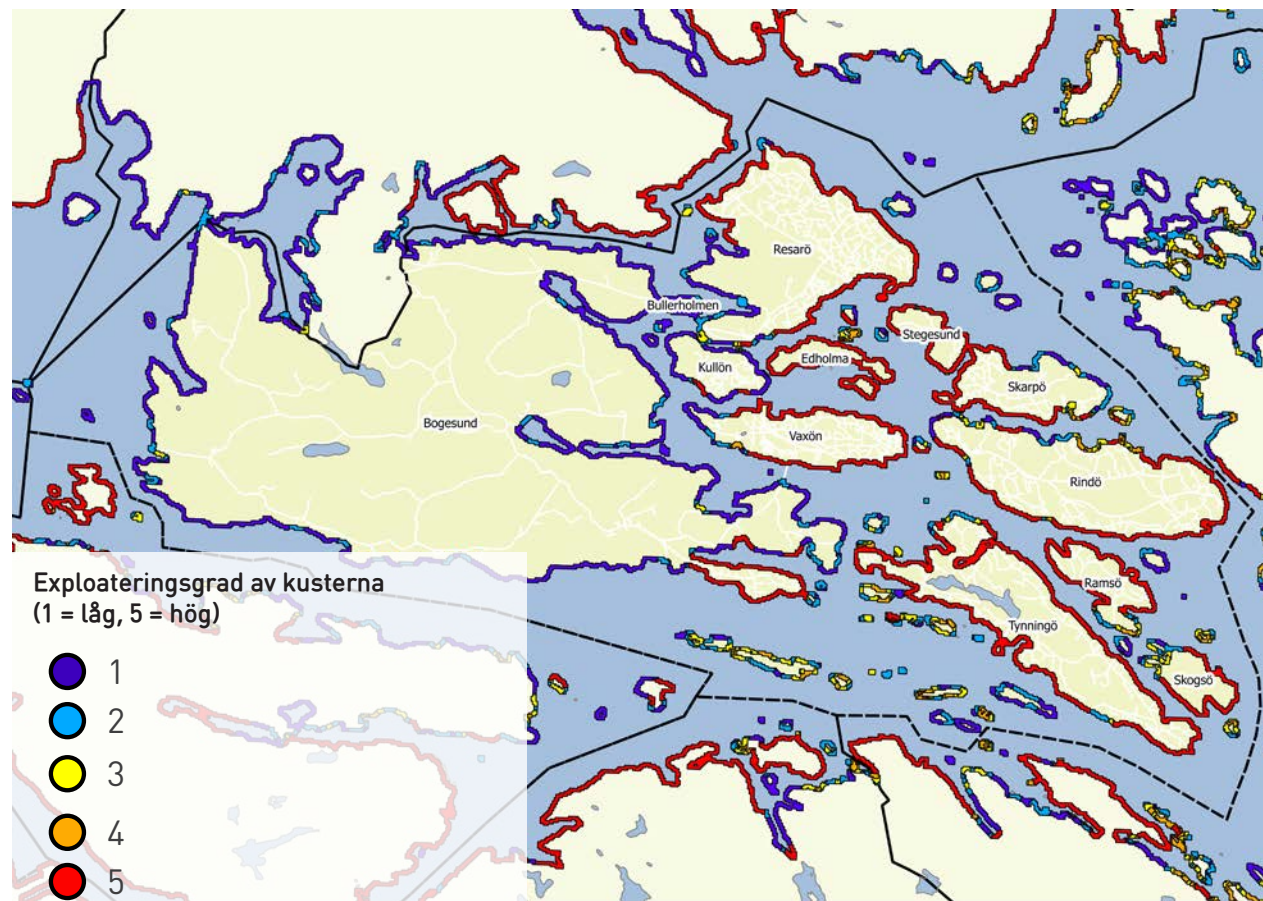 Resarö
Bullerholmen
Stegesund
Edholma
Kullön
Skarpö
Bogesund
Vaxön
Rindö
Ramsö
Tynningö
Skogsö
Exploateringsgrad av kusterna
(1 = låg, 5 = hög)
1
2
3
4
5